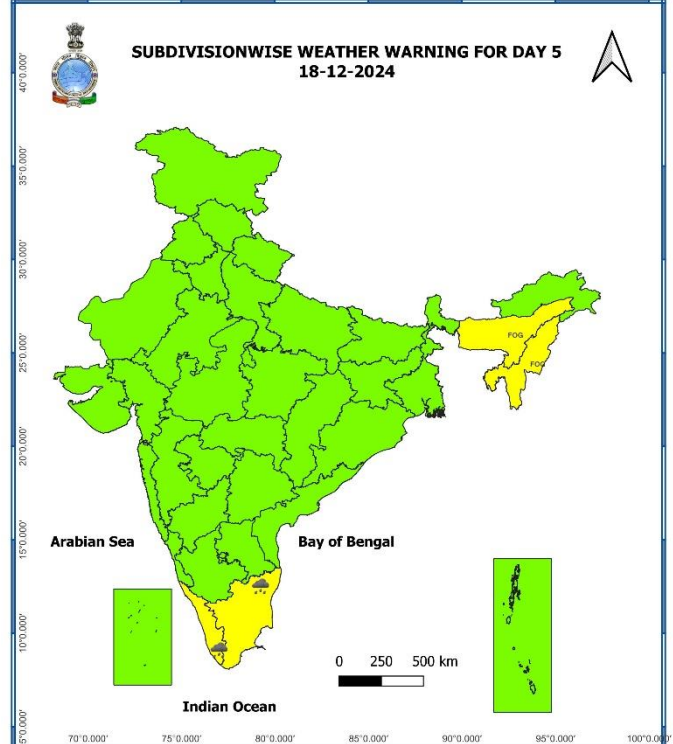 SUBDIVISIONWISE WEATHER WARNING FOR DAY 5
18-12-2024
40°0.000'
35°0.000'
30°0.000'
25°0.000'
20°0.000'
15°0.000'
10°0.000'
5°0.000'
FOG
FOG
Arabian Sea
Bay of Bengal
0 250 500 km
Indian Ocean
70°0.000' 75°0.000' 80°0.000' 85°0.000' 90°0.000' 95°0.000' 100°0.000'